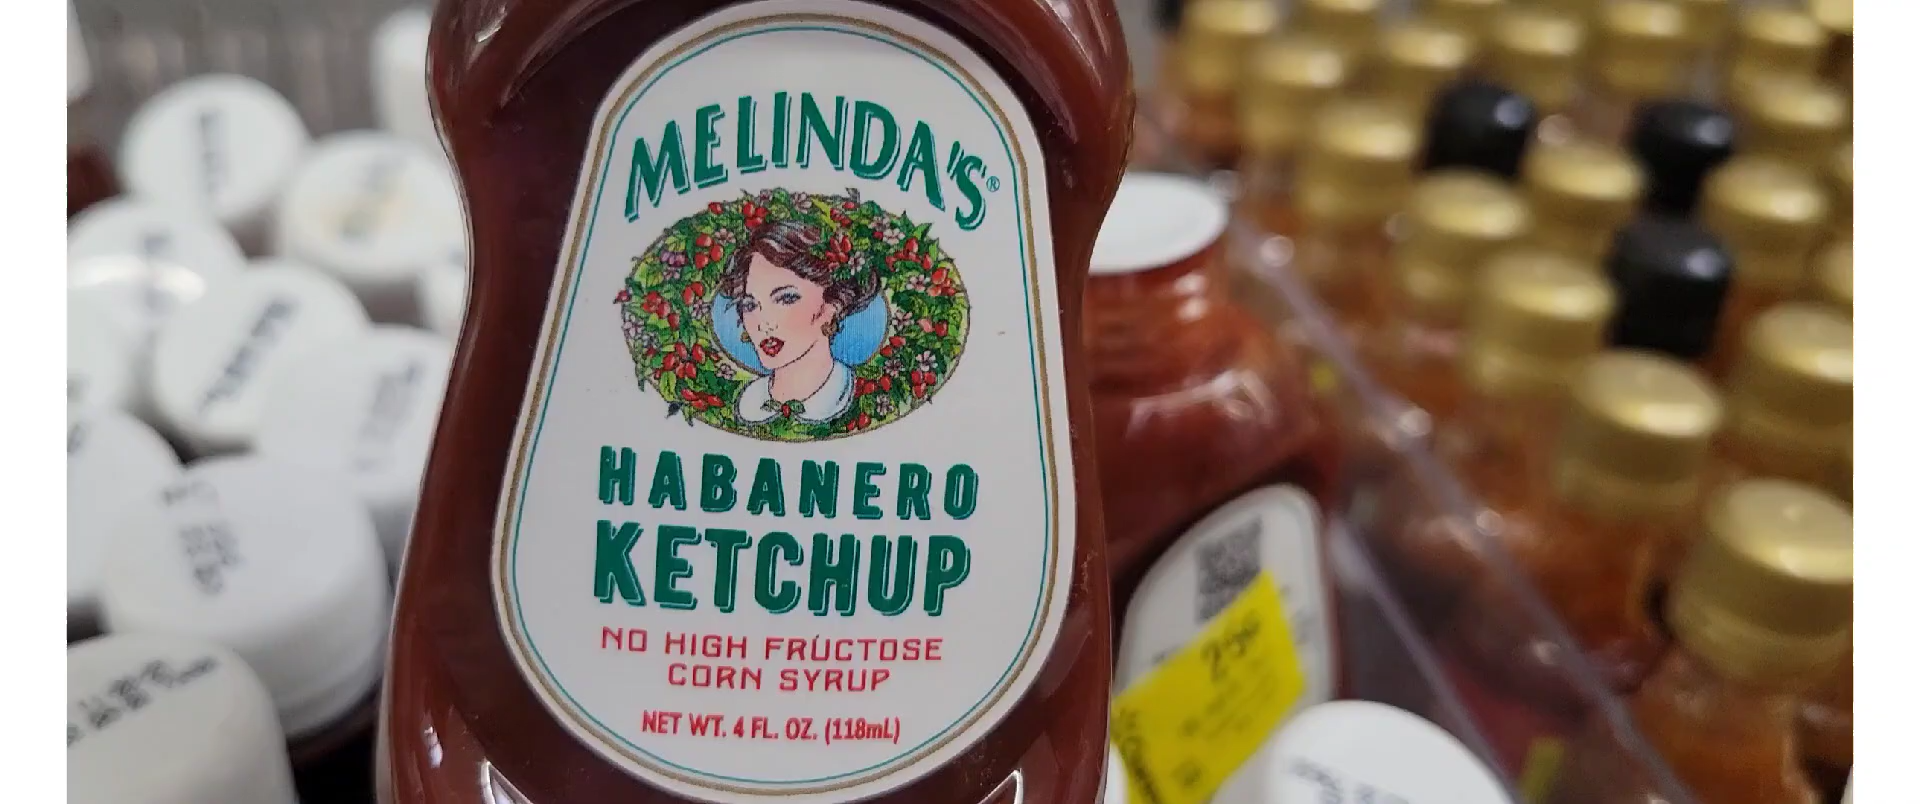 MELINDA'S®
HABANERO
KETCHUP
NO HIGH FRUCTOSE
CORN SYRUP
NET WT. 4 FL. OZ. (118mL)